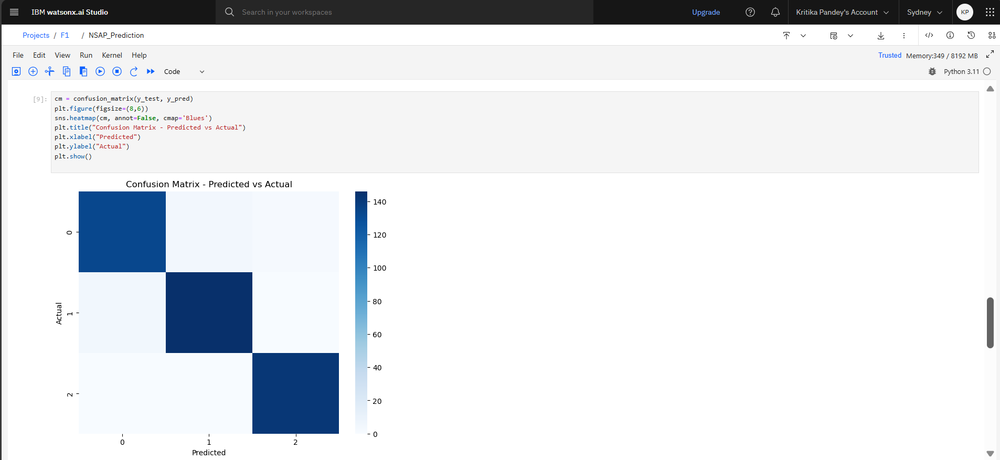 IBM watsonx.ai Studio
Search in your workspaces
Upgrade
Kritika Pandey's Account
Sydney
KP
Projects / F1 / NSAP_Prediction
File Edit View Run Kernel Help
Trusted Memory:349 / 8192 MB
Code
Python 3.11
[9]:
cm = confusion_matrix(y_test, y_pred)
plt.figure(figsize=(8,6))
sns.heatmap(cm, annot=False, cmap='Blues')
plt.title("Confusion Matrix - Predicted vs Actual")
plt.xlabel("Predicted")
plt.ylabel("Actual")
plt.show()
Confusion Matrix - Predicted vs Actual
Actual
0
1
2
0 1 2
Predicted
140
120
100
80
60
40
20
0